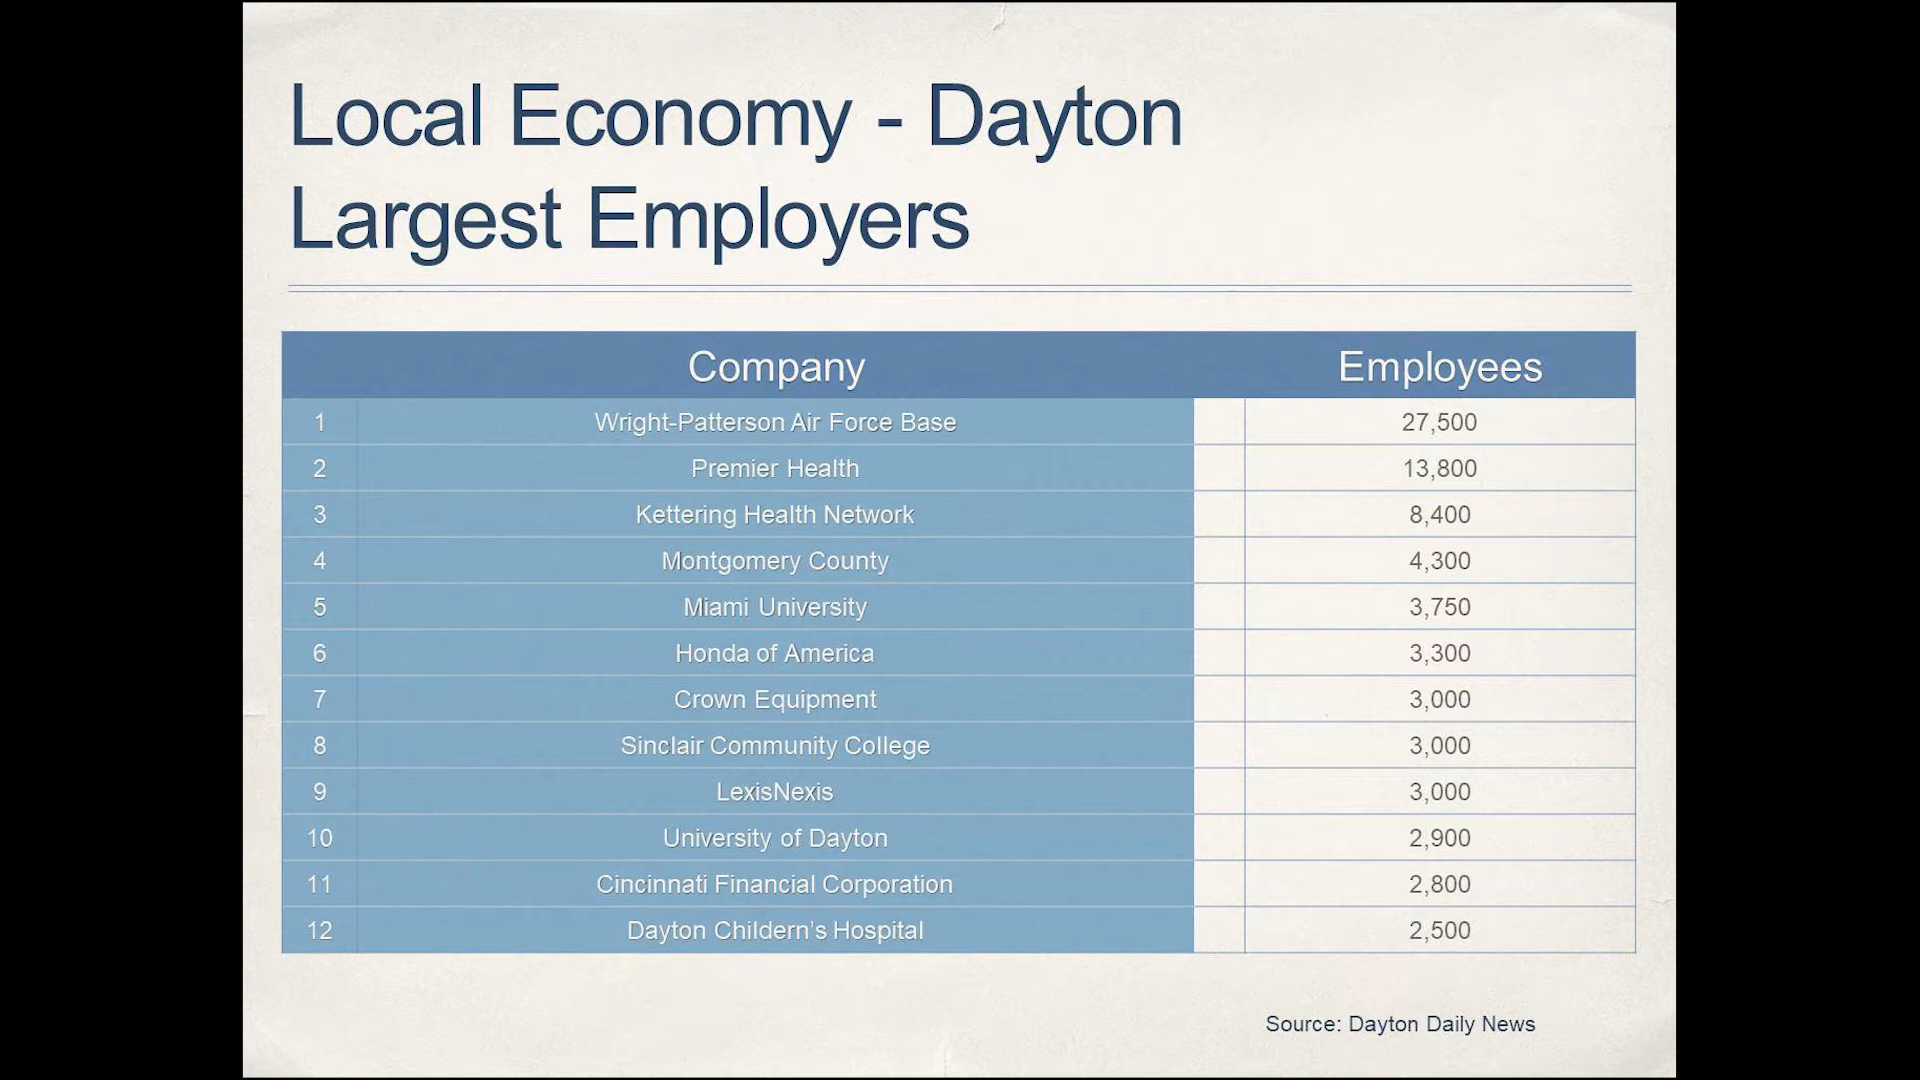 Local Economy - Dayton
Largest Employers
Company Employees
1 Wright-Patterson Air Force Base 27,500
2 Premier Health 13,800
3 Kettering Health Network 8,400
4 Montgomery County 4,300
5 Miami University 3,750
6 Honda of America 3,300
7 Crown Equipment 3,000
8 Sinclair Community College 3,000
9 LexisNexis 3,000
10 University of Dayton 2,900
11 Cincinnati Financial Corporation 2,800
12 Dayton Childern’s Hospital 2,500
Source: Dayton Daily News